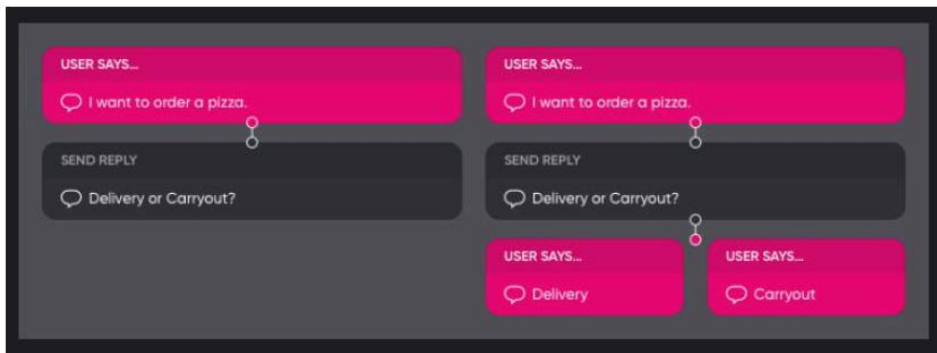 USER SAYS...
I want to order a pizza.
SEND REPLY
Delivery or Carryout?
USER SAYS...
I want to order a pizza.
SEND REPLY
Delivery or Carryout?
USER SAYS...
Delivery
USER SAYS...
Carryout